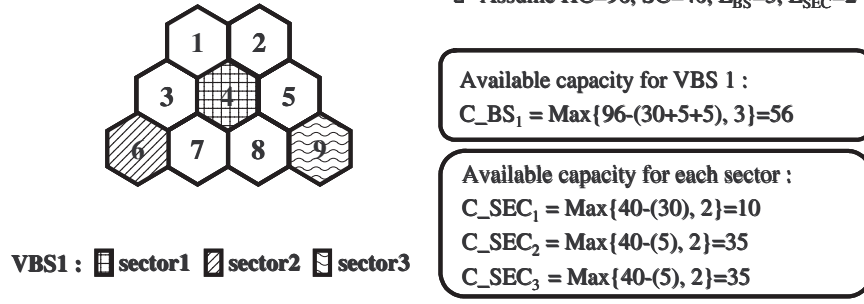 Assume HC=96, SC=40, L_BS=3, L_SEC=2
1 2
3 4 5
6 7 8 9
VBS1 : sector1 sector2 sector3
Available capacity for VBS 1 :
C_BS₁ = Max{96-(30+5+5), 3}=56
Available capacity for each sector :
C_SEC₁ = Max{40-(30), 2}=10
C_SEC₂ = Max{40-(5), 2}=35
C_SEC₃ = Max{40-(5), 2}=35